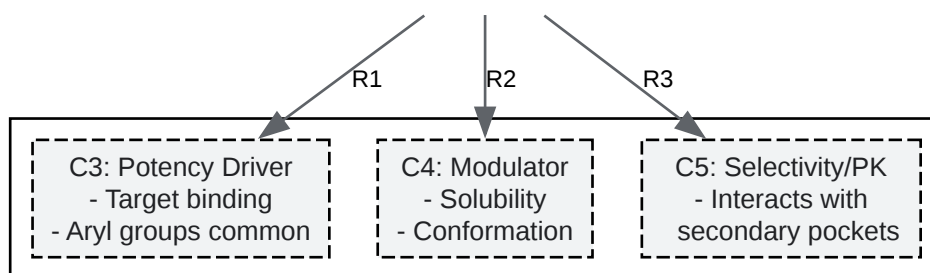 R1
R2
R3
C3: Potency Driver
- Target binding
- Aryl groups common
C4: Modulator
- Solubility
- Conformation
C5: Selectivity/PK
- Interacts with
secondary pockets